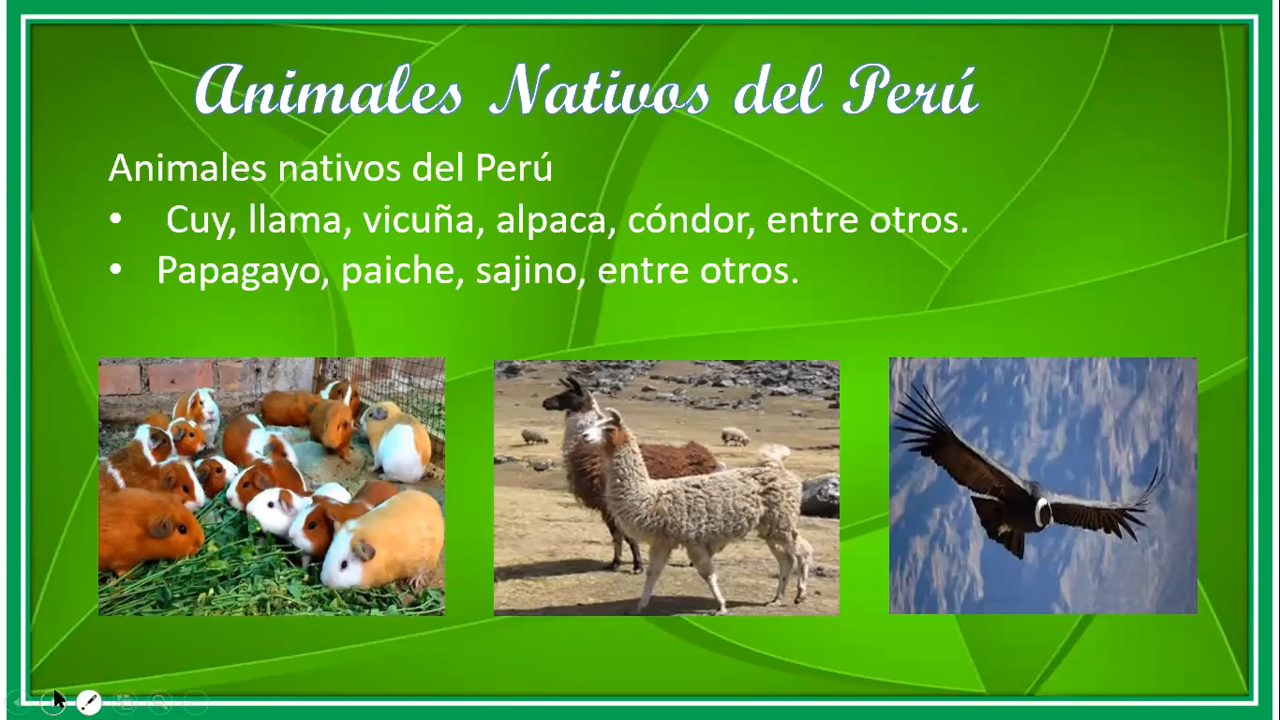 Animales Nativos del Perú
Animales nativos del Perú
• Cuy, llama, vicuña, alpaca, cóndor, entre otros.
• Papagayo, paiche, sajino, entre otros.